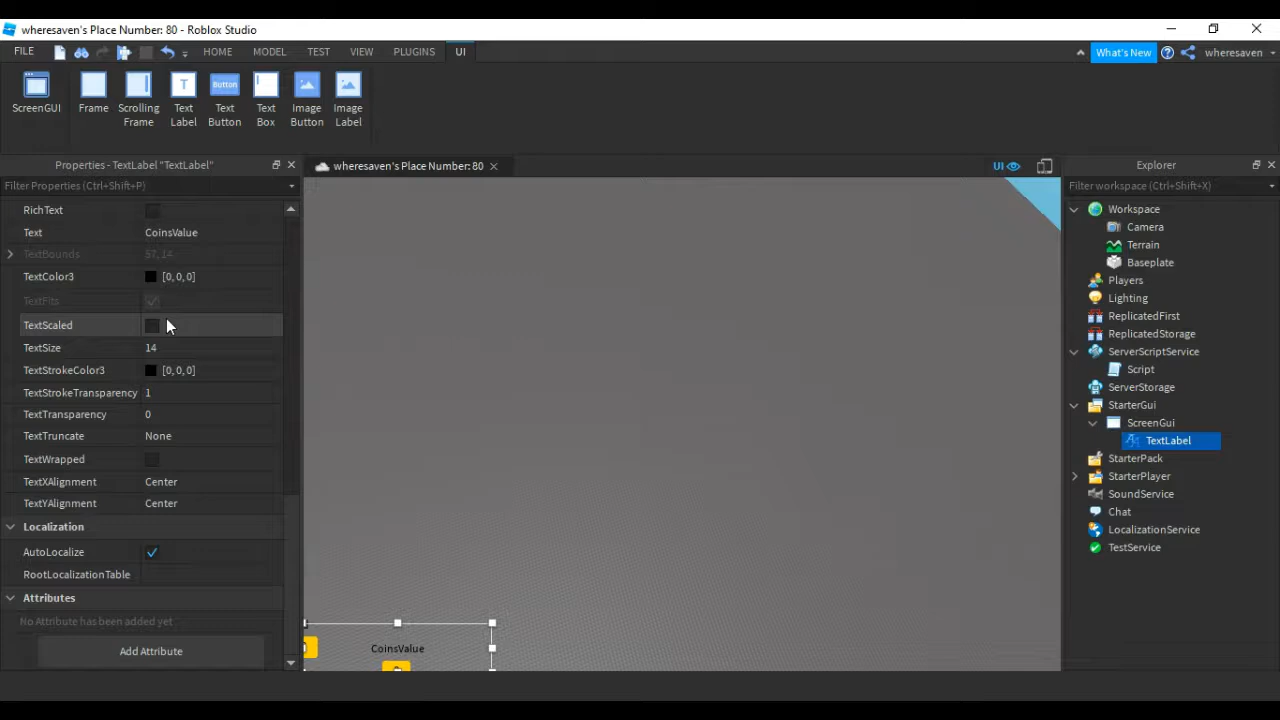 wheresaven's Place Number: 80 - Roblox Studio
FILE
HOME
MODEL
TEST
VIEW
PLUGINS
UI
What's New
wheresaven
ScreenGUI
Frame
Scrolling
Frame
Text
Label
Button
Text
Button
Text
Box
Image
Button
Image
Label
Properties - TextLabel "TextLabel"
Filter Properties (Ctrl+Shift+P)
RichText
Text CoinsValue
TextBounds 57, 14
TextColor3 [0, 0, 0]
TextFits
TextScaled
TextSize 14
TextStrokeColor3 [0, 0, 0]
TextStrokeTransparency 1
TextTransparency 0
TextTruncate None
TextWrapped
TextXAlignment Center
TextYAlignment Center
Localization
AutoLocalize
RootLocalizationTable
Attributes
No Attribute has been added yet
Add Attribute
wheresaven's Place Number: 80
UI
CoinsValue
Explorer
Filter workspace (Ctrl+Shift+X)
Workspace
Camera
Terrain
Baseplate
Players
Lighting
ReplicatedFirst
ReplicatedStorage
ServerScriptService
Script
ServerStorage
StarterGui
ScreenGui
TextLabel
StarterPack
StarterPlayer
SoundService
Chat
LocalizationService
TestService